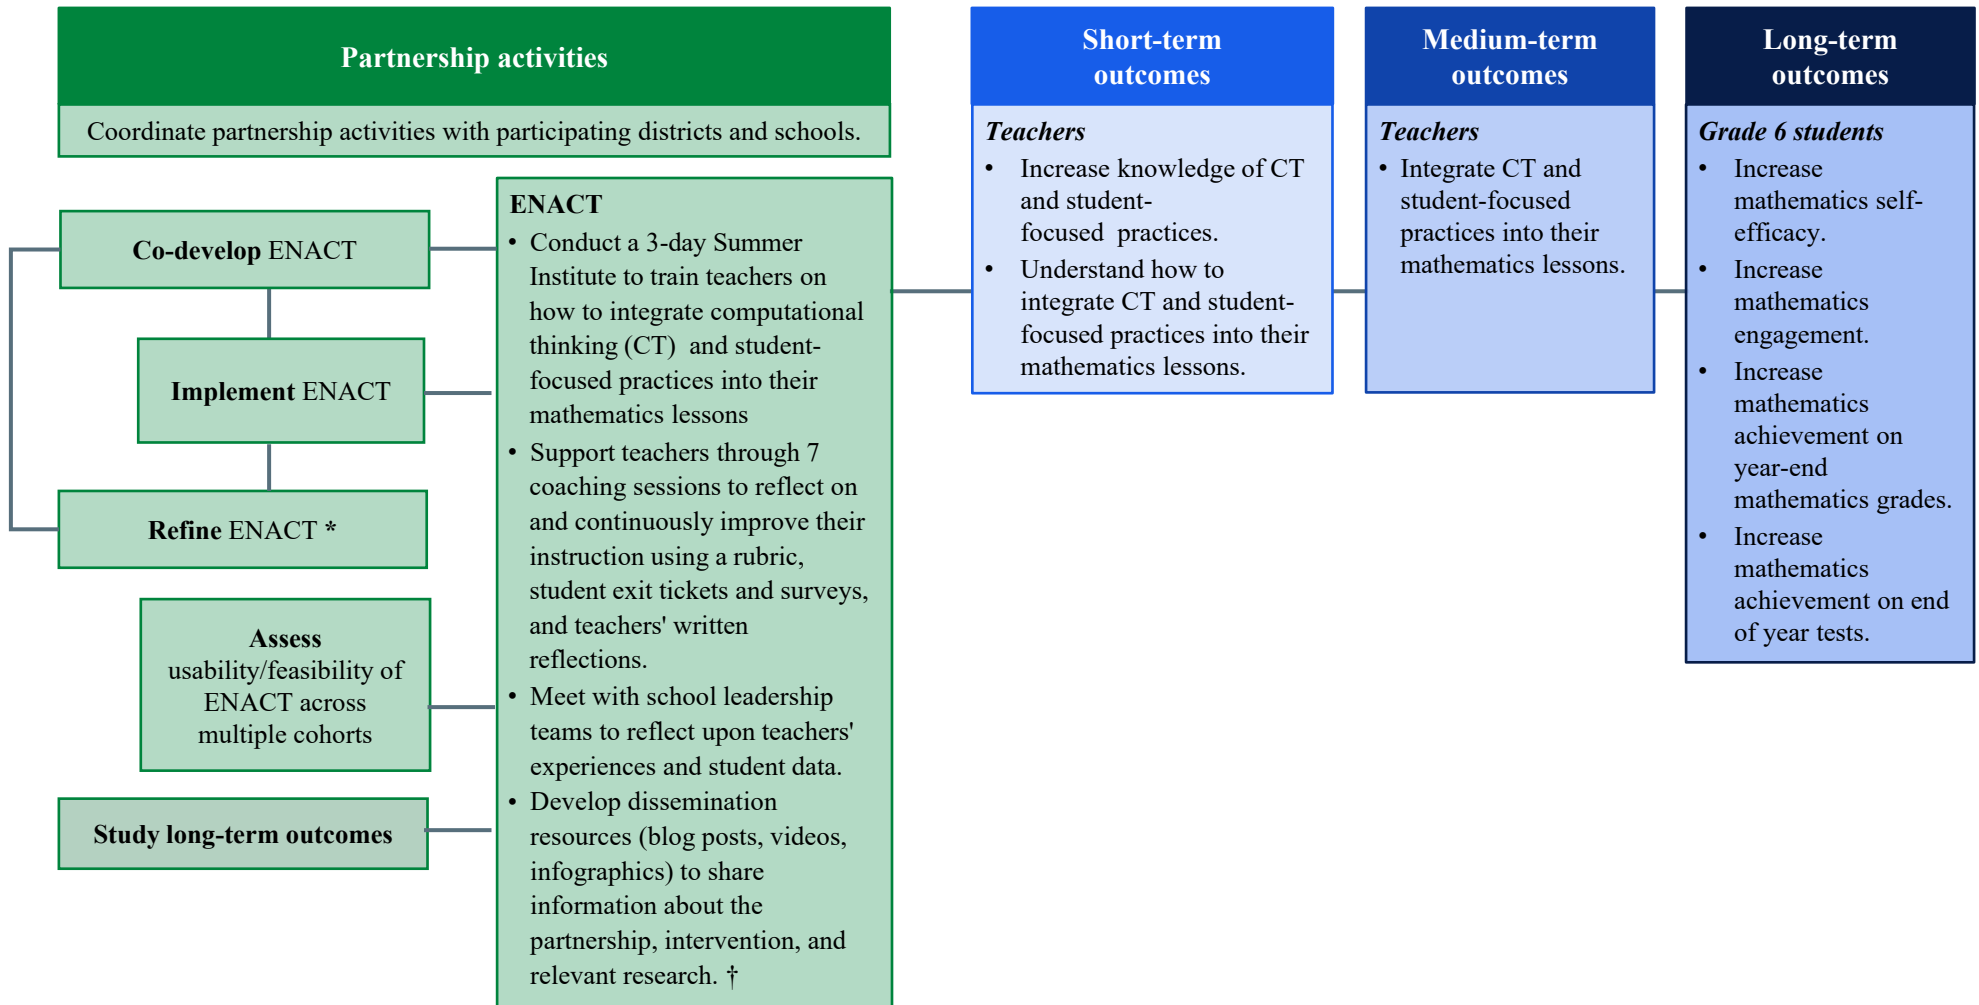 Partnership activities
Coordinate partnership activities with participating districts and schools.
Co-develop ENACT
Implement ENACT
Refine ENACT *
Assess
usability/feasibility of
ENACT across
multiple cohorts
Study long-term outcomes
ENACT
• Conduct a 3-day Summer
Institute to train teachers on
how to integrate computational
thinking (CT) and student-
focused practices into their
mathematics lessons
• Support teachers through 7
coaching sessions to reflect on
and continuously improve their
instruction using a rubric,
student exit tickets and surveys,
and teachers' written
reflections.
• Meet with school leadership
teams to reflect upon teachers'
experiences and student data.
• Develop dissemination
resources (blog posts, videos,
infographics) to share
information about the
partnership, intervention, and
relevant research. †
Short-term
outcomes
Teachers
• Increase knowledge of CT
and student-
focused practices.
• Understand how to
integrate CT and student-
focused practices into their
mathematics lessons.
Medium-term
outcomes
Teachers
• Integrate CT and
student-focused
practices into their
mathematics lessons.
Long-term
outcomes
Grade 6 students
• Increase
mathematics self-
efficacy.
• Increase
mathematics
engagement.
• Increase
mathematics
achievement on
year-end
mathematics grades.
• Increase
mathematics
achievement on end
of year tests.